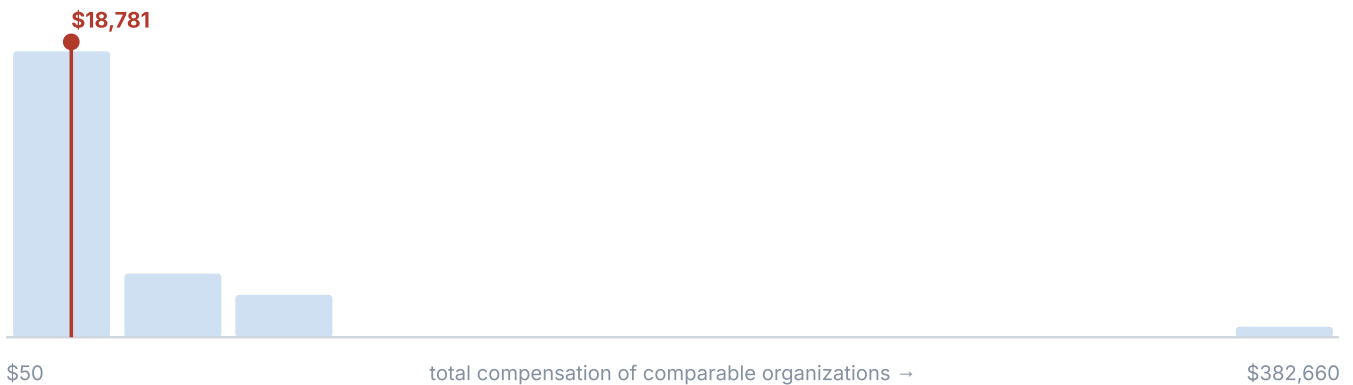 $18,781
$50
total compensation of comparable organizations →
$382,660